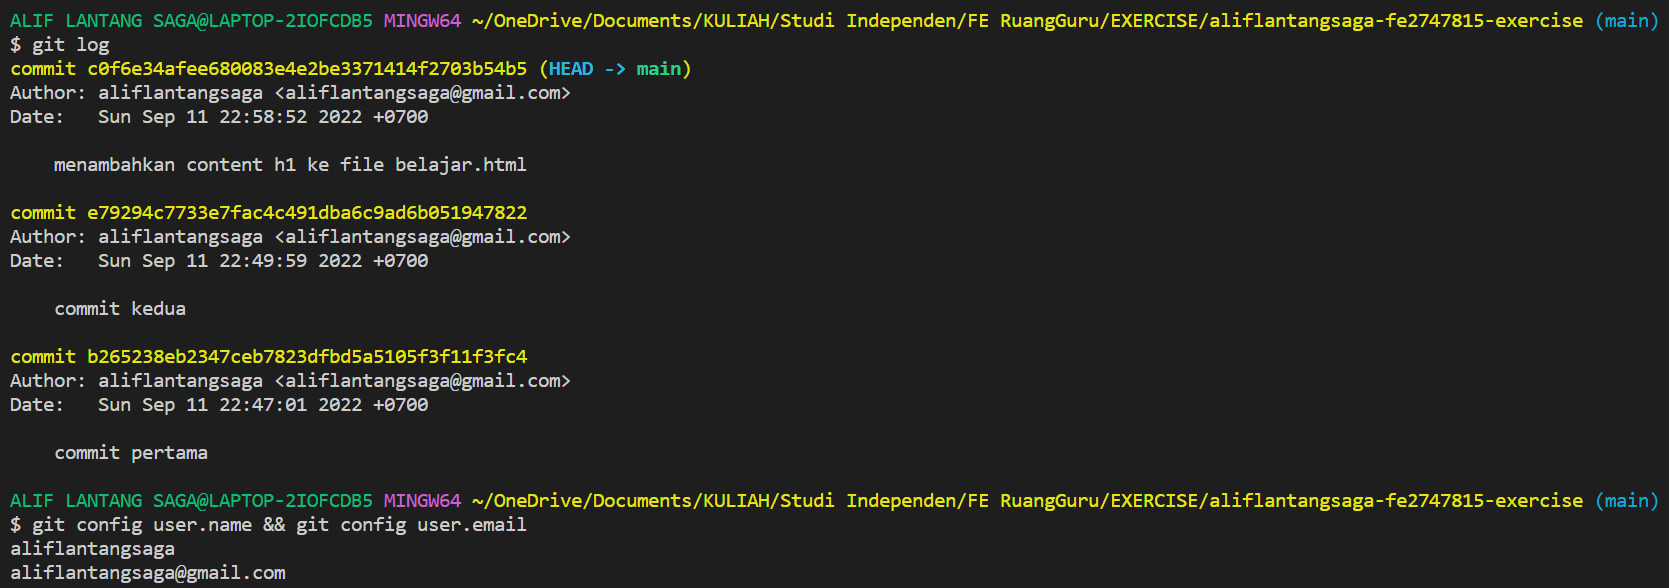 ALIF LANTANG SAGA@LAPTOP-2IOFCDB5 MINGW64 ~/OneDrive/Documents/KULIAH/Studi Independen/FE RuangGuru/EXERCISE/aliflantangsaga-fe2747815-exercise (main)
$ git log
commit c0f6e34afee680083e4e2be3371414f2703b54b5 (HEAD -> main)
Author: aliflantangsaga <aliflantangsaga@gmail.com>
Date:   Sun Sep 11 22:58:52 2022 +0700
    menambahkan content h1 ke file belajar.html
commit e79294c7733e7fac4c491dba6c9ad6b051947822
Author: aliflantangsaga <aliflantangsaga@gmail.com>
Date:   Sun Sep 11 22:49:59 2022 +0700
    commit kedua
commit b265238eb2347ceb7823dfbd5a5105f3f11f3fc4
Author: aliflantangsaga <aliflantangsaga@gmail.com>
Date:   Sun Sep 11 22:47:01 2022 +0700
    commit pertama
ALIF LANTANG SAGA@LAPTOP-2IOFCDB5 MINGW64 ~/OneDrive/Documents/KULIAH/Studi Independen/FE RuangGuru/EXERCISE/aliflantangsaga-fe2747815-exercise (main)
$ git config user.name && git config user.email
aliflantangsaga
aliflantangsaga@gmail.com